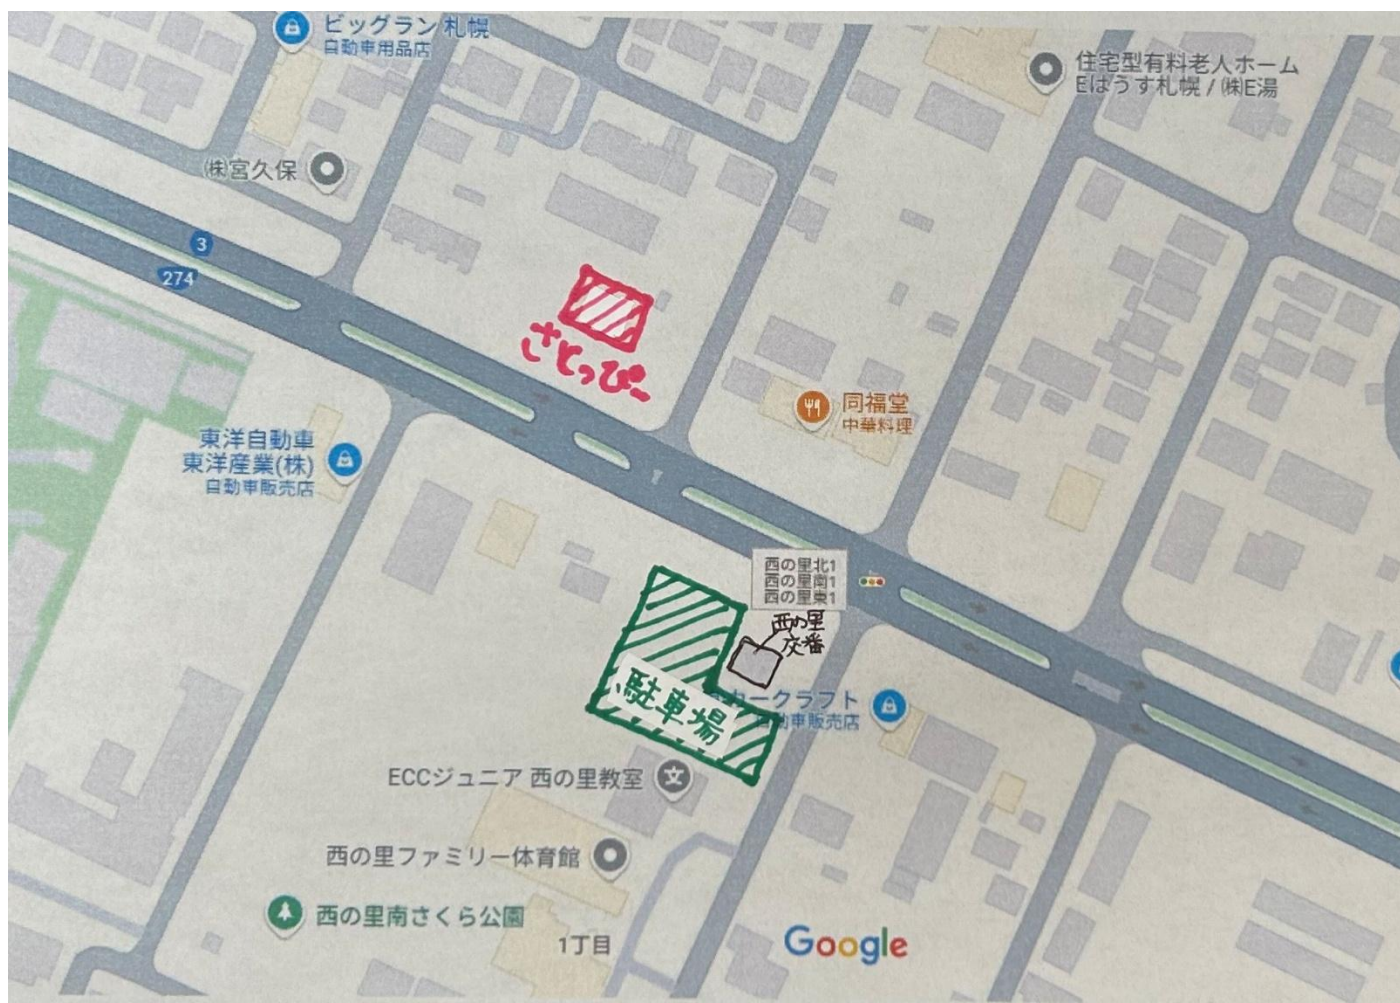 ビッグラン 札幌
自動車用品店
住宅型有料老人ホーム
Eはうす札幌 / ㈱E湯
㈱宮久保
3
274
さとっぴー
東洋自動車
東洋産業(株)
自動車販売店
同福堂
中華料理
西の里北1
西の里南1
西の里東1
西の里
交番
駐車場
カークラフト
自動車販売店
ECCジュニア 西の里教室
西の里ファミリー体育館
西の里南さくら公園
1丁目
Google